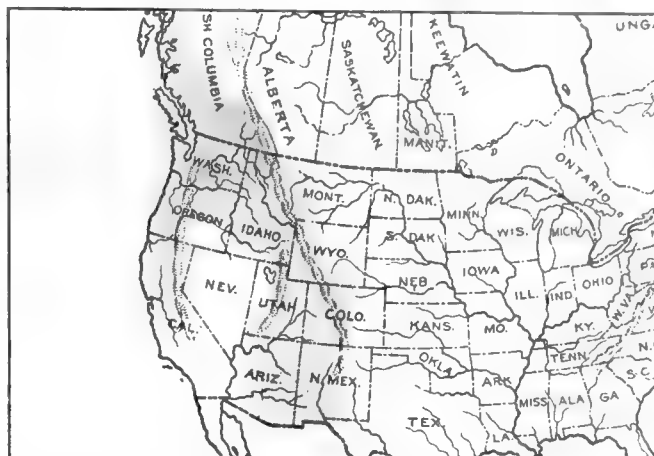 SH COLUMBIA
ALBERTA
SASKATCHEWAN
KEEWATIN
UNGA
MANIT.
ONTARIO
WASH.
MONT.
N. DAK.
MINN.
OREGON
IDAHO
WYO.
S. DAK.
WIS.
MICH.
NEV.
UTAH
COLO.
NEB.
IOWA
ILL.
IND.
OHIO
PA
W.VA
V
CAL.
KANS.
MO.
KY.
N.
ARIZ.
N. MEX.
OKLA.
ARK.
TENN.
S.C.
TEX.
LA.
MISS.
ALA.
GA